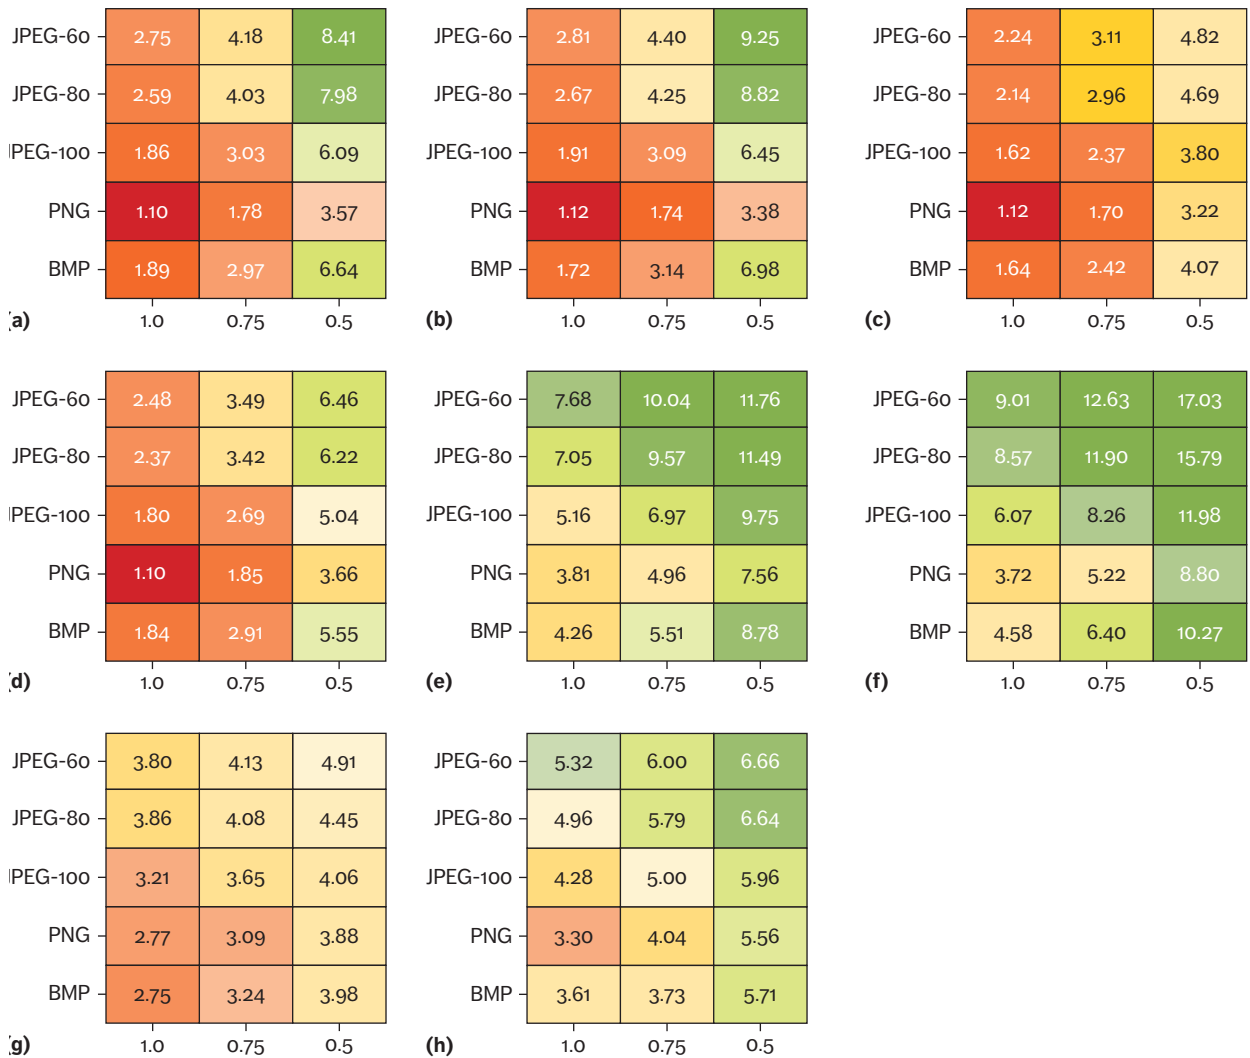 JPEG-60 2.75 4.18 8.41 JPEG-60 2.81 4.40 9.25 JPEG-60 2.24 3.11 4.82
JPEG-80 2.59 4.03 7.98 JPEG-80 2.67 4.25 8.82 JPEG-80 2.14 2.96 4.69
JPEG-100 1.86 3.03 6.09 JPEG-100 1.91 3.09 6.45 JPEG-100 1.62 2.37 3.80
PNG 1.10 1.78 3.57 PNG 1.12 1.74 3.38 PNG 1.12 1.70 3.22
BMP 1.89 2.97 6.64 BMP 1.72 3.14 6.98 BMP 1.64 2.42 4.07
(a) 1.0 0.75 0.5 (b) 1.0 0.75 0.5 (c) 1.0 0.75 0.5
JPEG-60 2.48 3.49 6.46 JPEG-60 7.68 10.04 11.76 JPEG-60 9.01 12.63 17.03
JPEG-80 2.37 3.42 6.22 JPEG-80 7.05 9.57 11.49 JPEG-80 8.57 11.90 15.79
JPEG-100 1.80 2.69 5.04 JPEG-100 5.16 6.97 9.75 JPEG-100 6.07 8.26 11.98
PNG 1.10 1.85 3.66 PNG 3.81 4.96 7.56 PNG 3.72 5.22 8.80
BMP 1.84 2.91 5.55 BMP 4.26 5.51 8.78 BMP 4.58 6.40 10.27
(d) 1.0 0.75 0.5 (e) 1.0 0.75 0.5 (f) 1.0 0.75 0.5
JPEG-60 3.80 4.13 4.91 JPEG-60 5.32 6.00 6.66
JPEG-80 3.86 4.08 4.45 JPEG-80 4.96 5.79 6.64
JPEG-100 3.21 3.65 4.06 JPEG-100 4.28 5.00 5.96
PNG 2.77 3.09 3.88 PNG 3.30 4.04 5.56
BMP 2.75 3.24 3.98 BMP 3.61 3.73 5.71
(g) 1.0 0.75 0.5 (h) 1.0 0.75 0.5